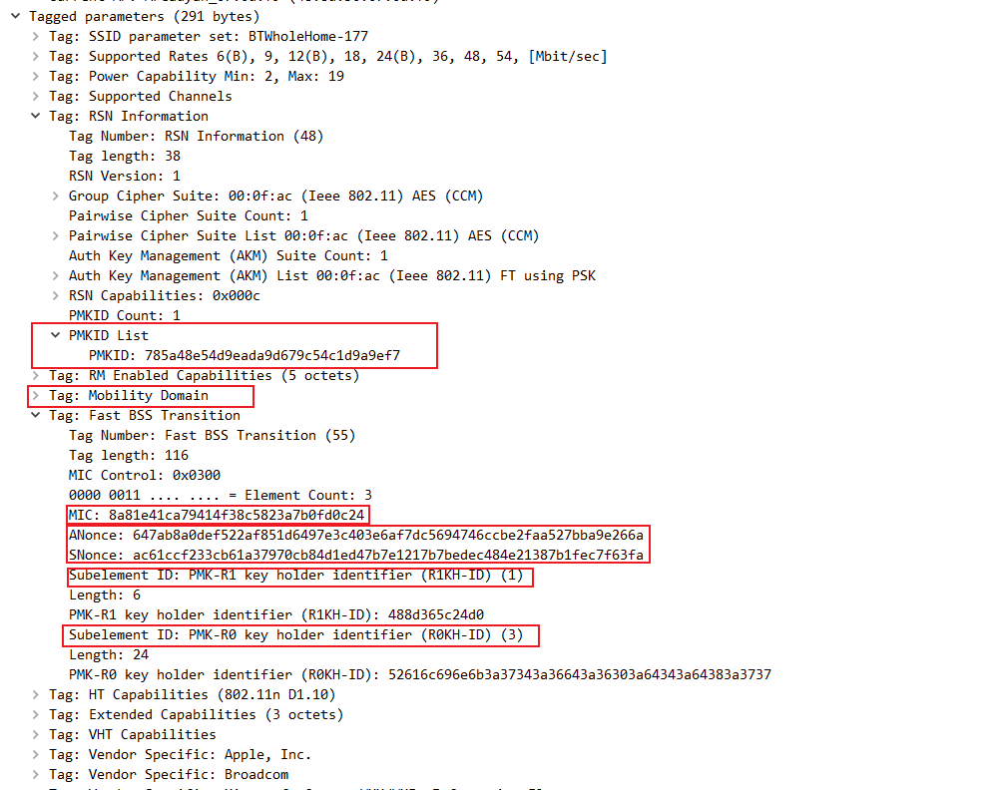 Tagged parameters (291 bytes)
Tag: SSID parameter set: BTWholeHome-177
Tag: Supported Rates 6(B), 9, 12(B), 18, 24(B), 36, 48, 54, [Mbit/sec]
Tag: Power Capability Min: 2, Max: 19
Tag: Supported Channels
Tag: RSN Information
Tag Number: RSN Information (48)
Tag length: 38
RSN Version: 1
Group Cipher Suite: 00:0f:ac (Ieee 802.11) AES (CCM)
Pairwise Cipher Suite Count: 1
Pairwise Cipher Suite List 00:0f:ac (Ieee 802.11) AES (CCM)
Auth Key Management (AKM) Suite Count: 1
Auth Key Management (AKM) List 00:0f:ac (Ieee 802.11) FT using PSK
RSN Capabilities: 0x000c
PMKID Count: 1
PMKID List
PMKID: 785a48e54d9eada9d679c54c1d9a9ef7
Tag: RM Enabled Capabilities (5 octets)
Tag: Mobility Domain
Tag: Fast BSS Transition
Tag Number: Fast BSS Transition (55)
Tag length: 116
MIC Control: 0x0300
0000 0011 .... .... = Element Count: 3
MIC: 8a81e41ca79414f38c5823a7b0fd0c24
ANonce: 647ab8a0def522af851d6497e3c403e6af7dc5694746ccbe2faa527bba9e266a
SNonce: ac61ccf233cb61a37970cb84d1ed47b7e1217b7bedec484e21387b1fec7f63fa
Subelement ID: PMK-R1 key holder identifier (R1KH-ID) (1)
Length: 6
PMK-R1 key holder identifier (R1KH-ID): 488d365c24d0
Subelement ID: PMK-R0 key holder identifier (R0KH-ID) (3)
Length: 24
PMK-R0 key holder identifier (R0KH-ID): 52616c696e6b3a37343a36643a36303a64343a64383a3737
Tag: HT Capabilities (802.11n D1.10)
Tag: Extended Capabilities (3 octets)
Tag: VHT Capabilities
Tag: Vendor Specific: Apple, Inc.
Tag: Vendor Specific: Broadcom